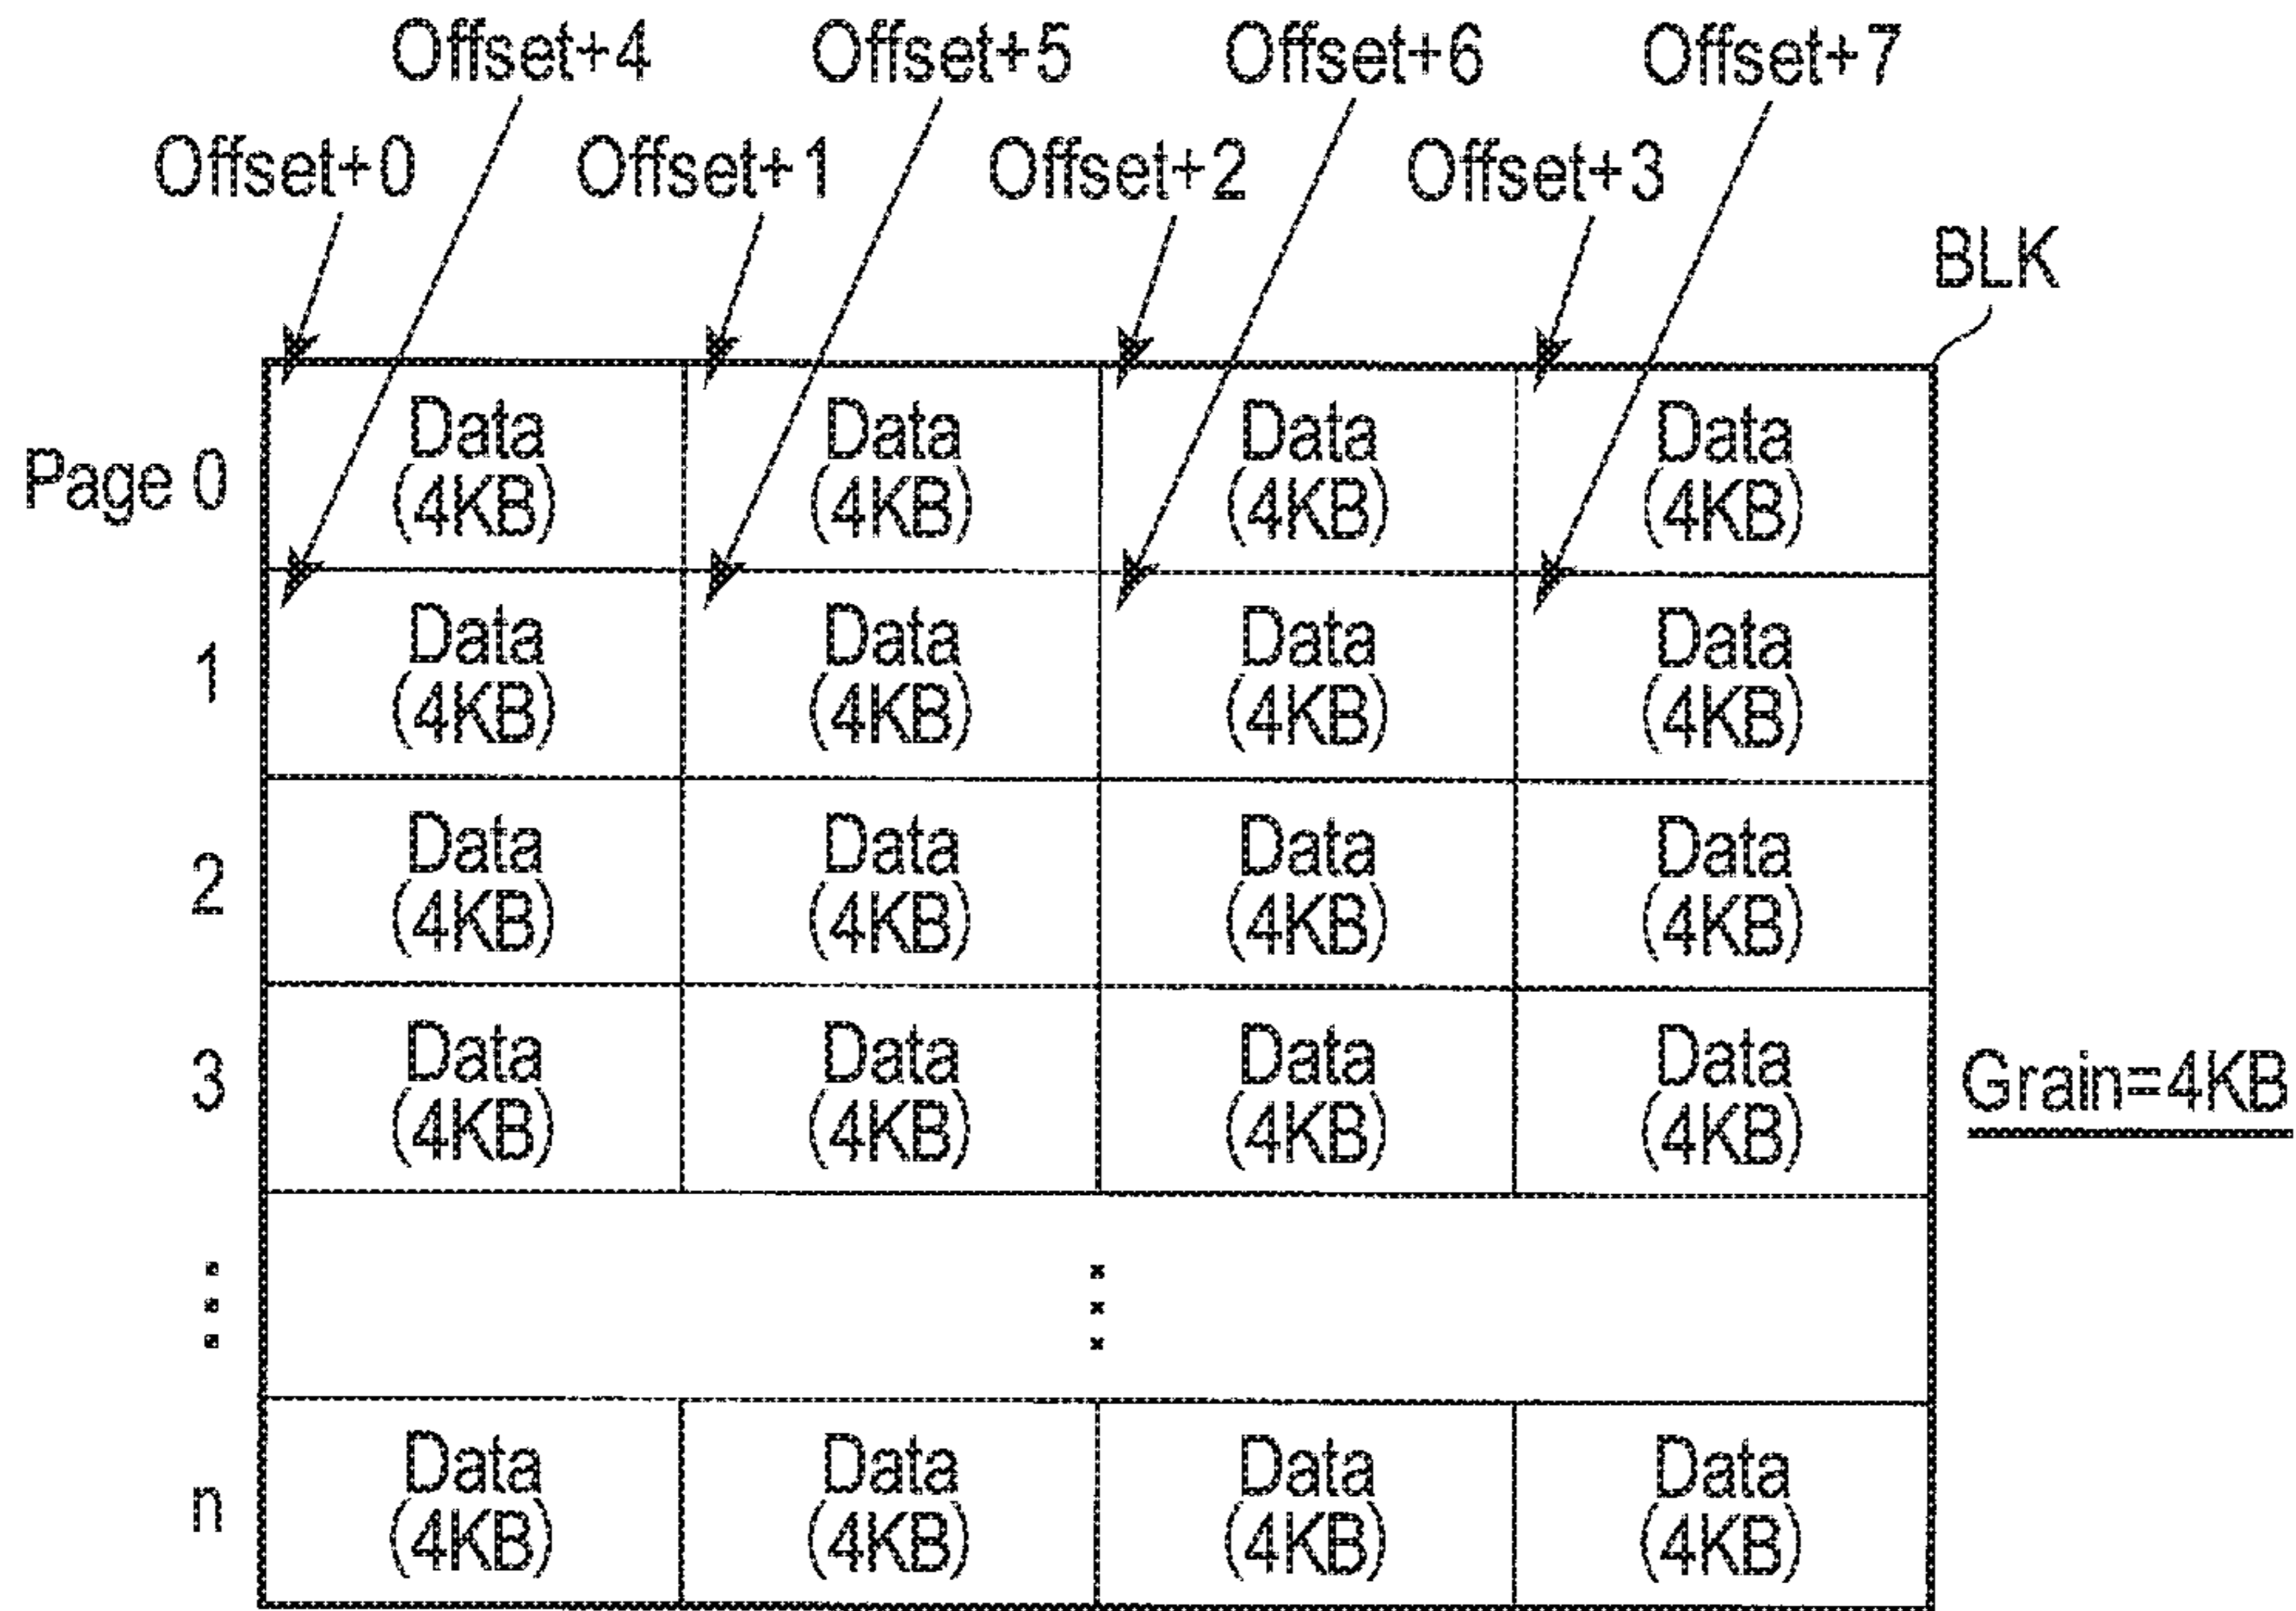 Offset+4 Offset+5 Offset+6 Offset+7
Offset+0 Offset+1 Offset+2 Offset+3
BLK
Page 0
Data Data Data Data
(4KB) (4KB) (4KB) (4KB)
1
Data Data Data Data
(4KB) (4KB) (4KB) (4KB)
2
Data Data Data Data
(4KB) (4KB) (4KB) (4KB)
3
Data Data Data Data
(4KB) (4KB) (4KB) (4KB)
Grain=4KB
n
Data Data Data Data
(4KB) (4KB) (4KB) (4KB)